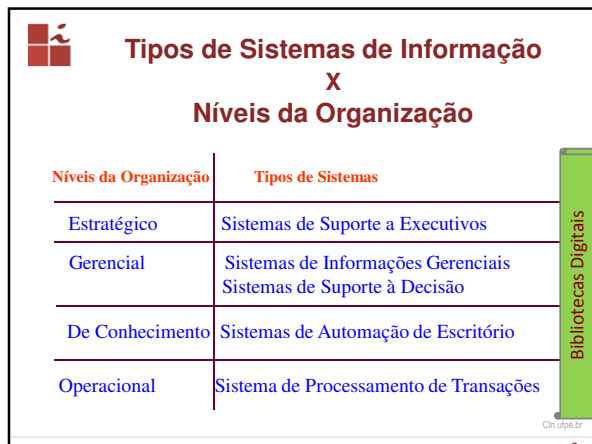 Tipos de Sistemas de Informação
X
Níveis da Organização
Níveis da Organização Tipos de Sistemas
Estratégico Sistemas de Suporte a Executivos
Gerencial Sistemas de Informações Gerenciais
Sistemas de Suporte à Decisão
De Conhecimento Sistemas de Automação de Escritório
Operacional Sistema de Processamento de Transações
Bibliotecas Digitais
CIn.ufpe.br